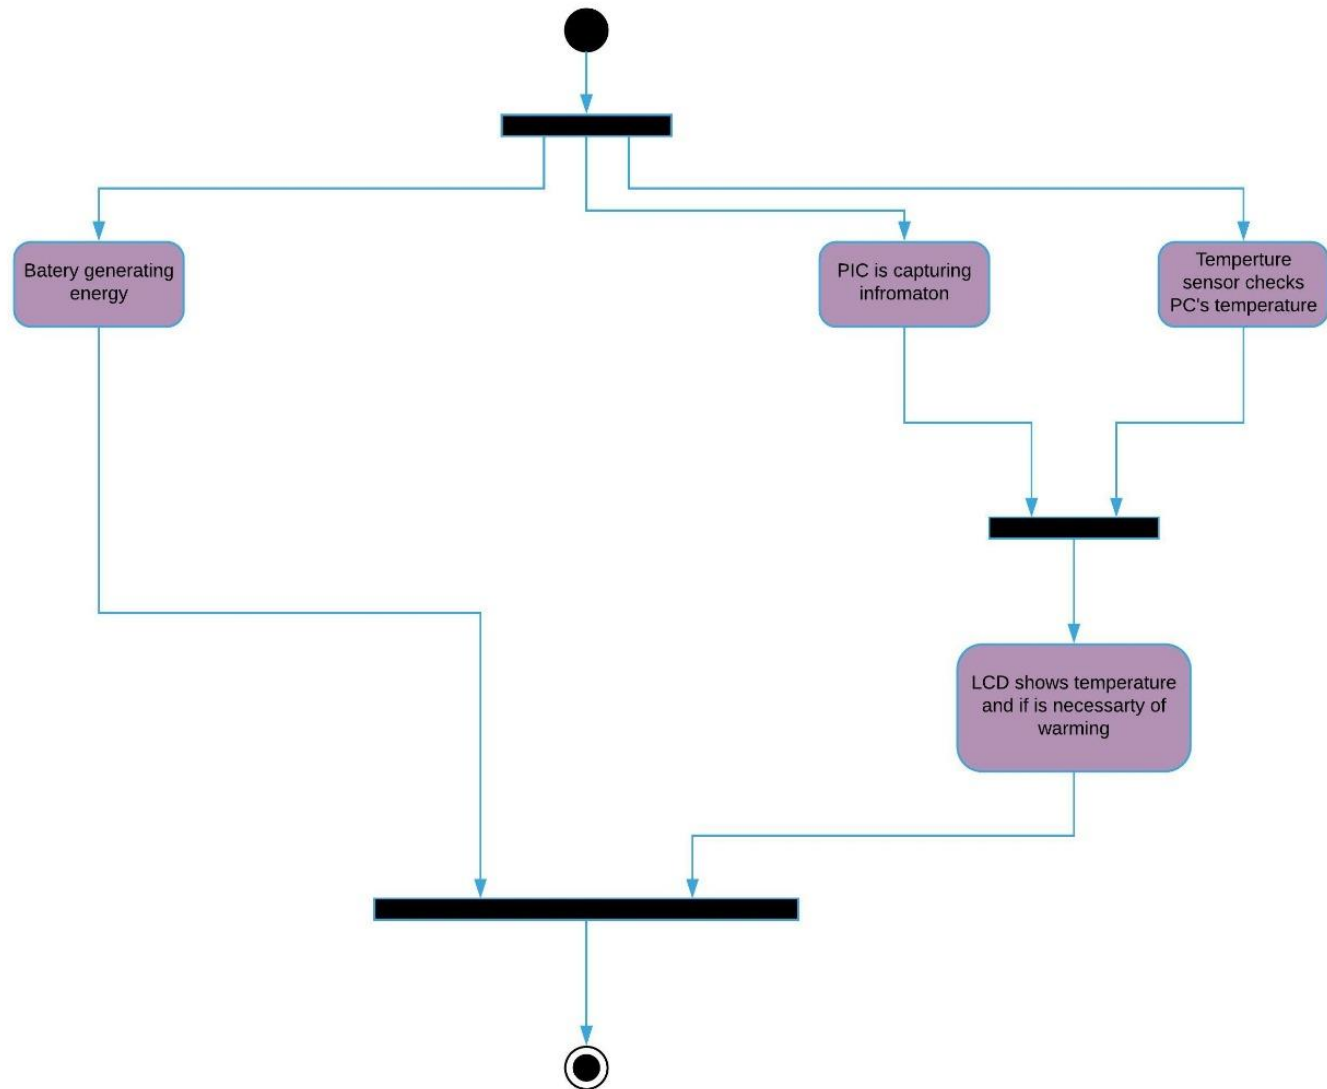 Batery generating
energy
PIC is capturing
infromaton
Temperture
sensor checks
PC's temperature
LCD shows temperature
and if is necessarty of
warming